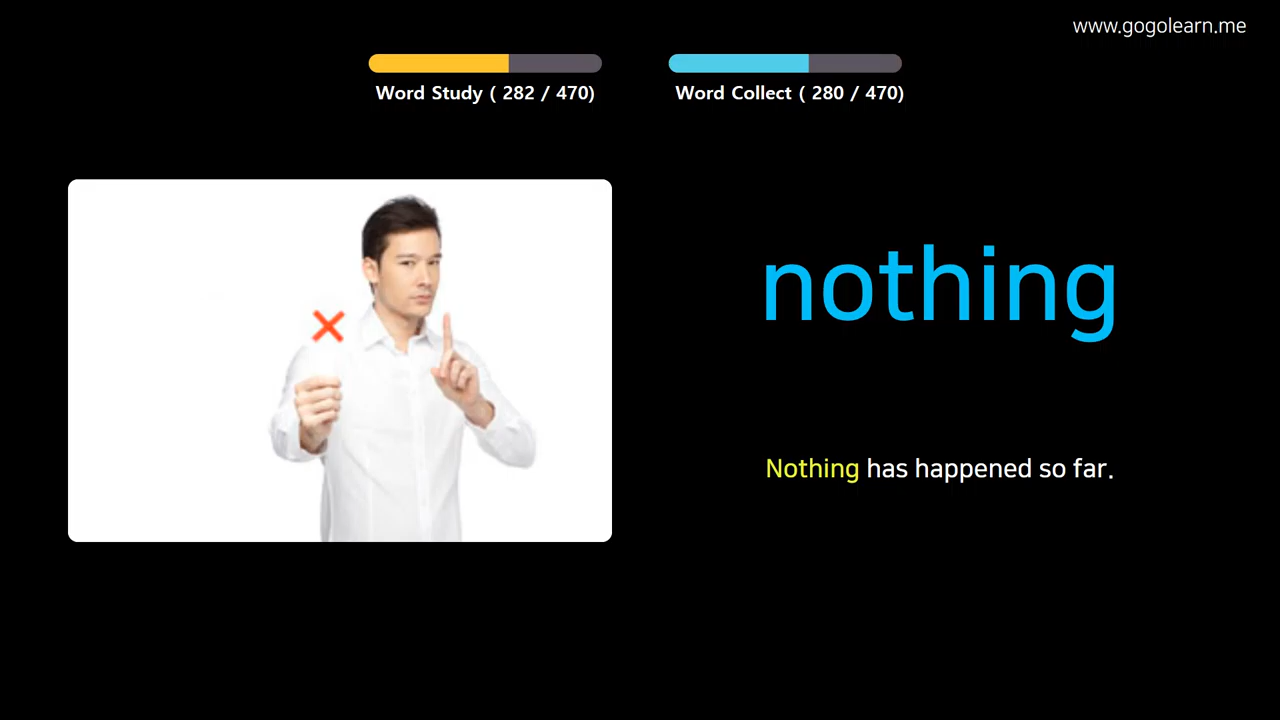 www.gogolearn.me
Word Study ( 282 / 470)
Word Collect ( 280 / 470)
nothing
Nothing has happened so far.